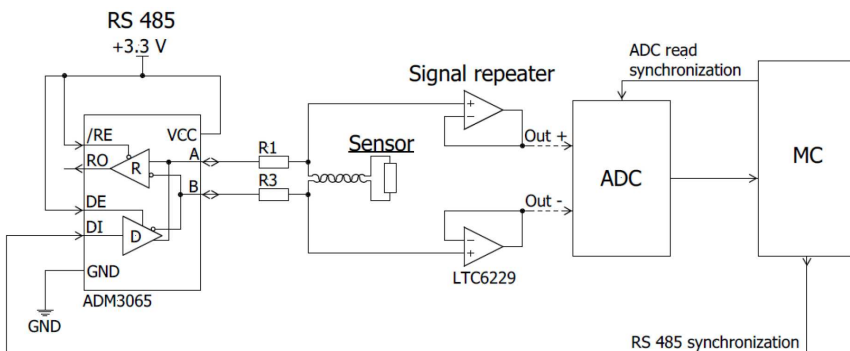 RS 485
+3.3 V
ADC read
synchronization
Signal repeater
/RE
VCC
RO
R
A
R1
Sensor
+
-
Out +
ADC
MC
B
R3
DE
DI
D
Out -
-
+
GND
LTC6229
ADM3065
GND
RS 485 synchronization